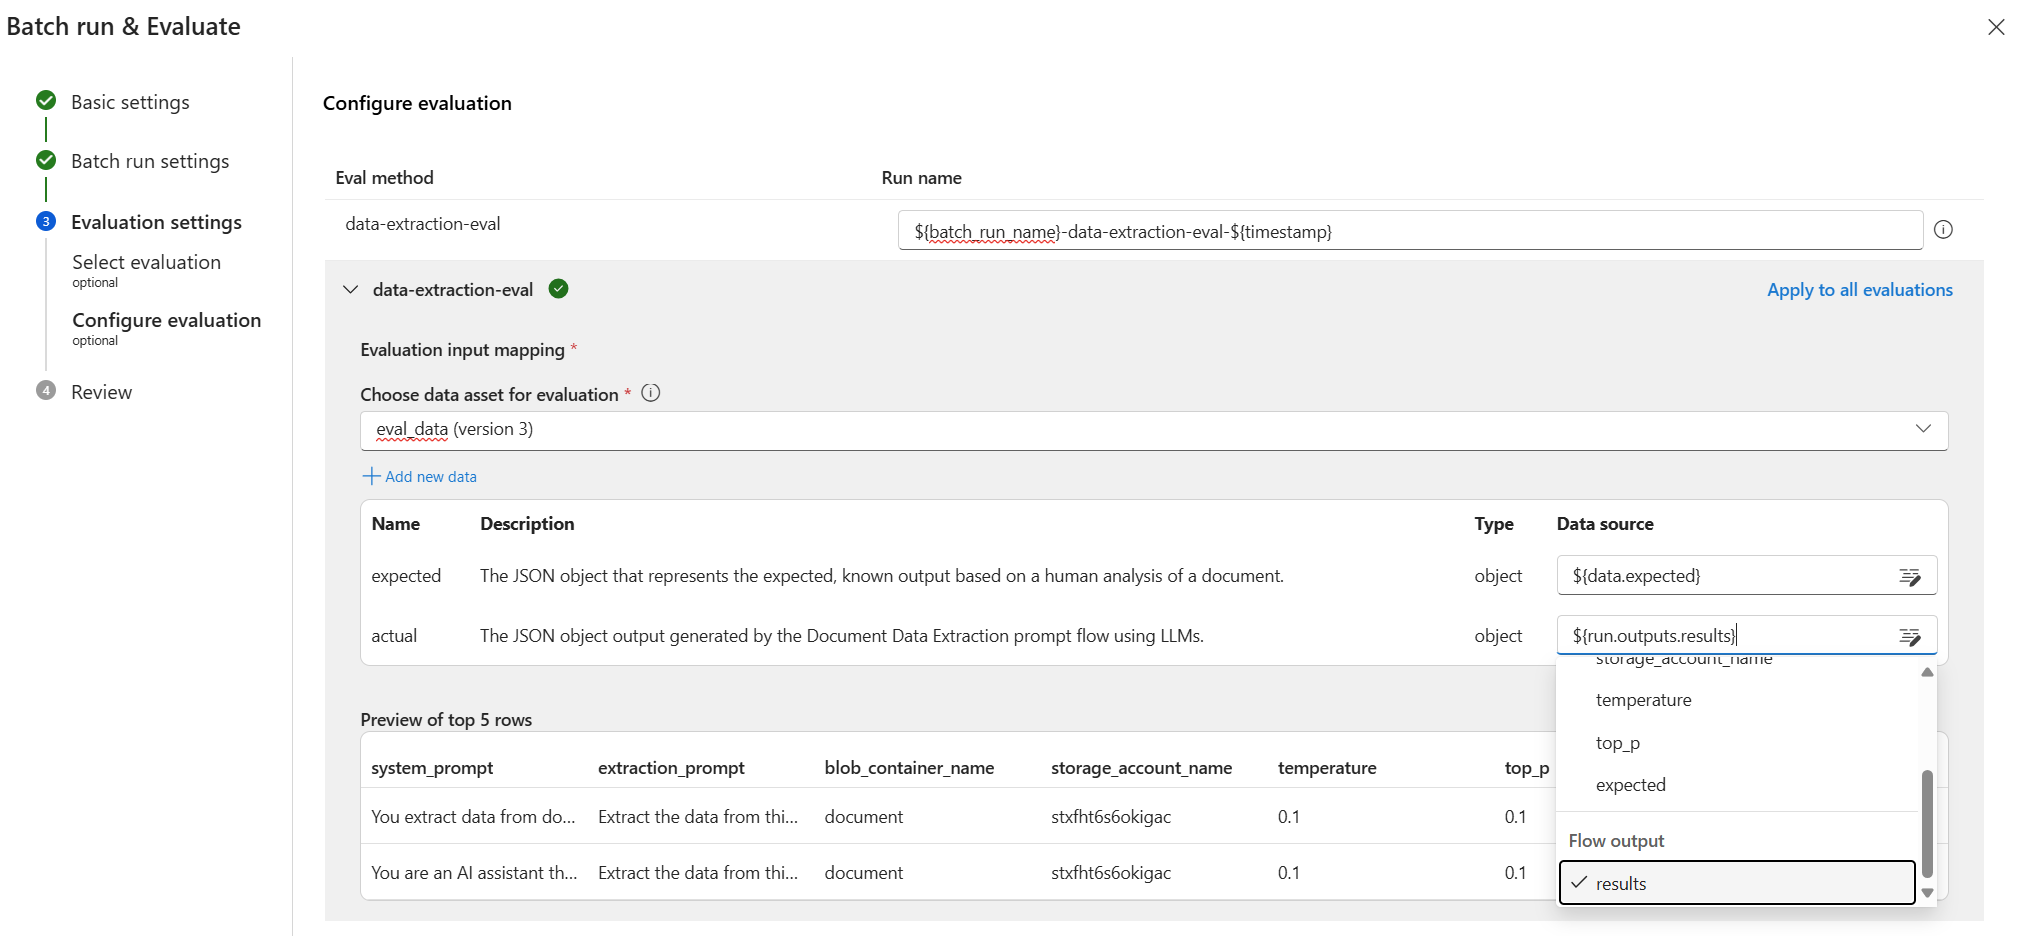 Batch run & Evaluate
Basic settings
Batch run settings
3 Evaluation settings
Select evaluation
optional
Configure evaluation
optional
4 Review
Configure evaluation
Eval method Run name
data-extraction-eval ${batch_run_name}-data-extraction-eval-${timestamp}
data-extraction-eval Apply to all evaluations
Evaluation input mapping *
Choose data asset for evaluation *
eval_data (version 3)
Add new data
Name Description Type Data source
expected The JSON object that represents the expected, known output based on a human analysis of a document. object ${data.expected}
actual The JSON object output generated by the Document Data Extraction prompt flow using LLMs. object ${run.outputs.results}
storage_account_name
temperature
top_p
expected
Flow output
results
Preview of top 5 rows
system_prompt extraction_prompt blob_container_name storage_account_name temperature top_p
You extract data from do... Extract the data from thi... document stxfht6s6okigac 0.1 0.1
You are an AI assistant th... Extract the data from thi... document stxfht6s6okigac 0.1 0.1